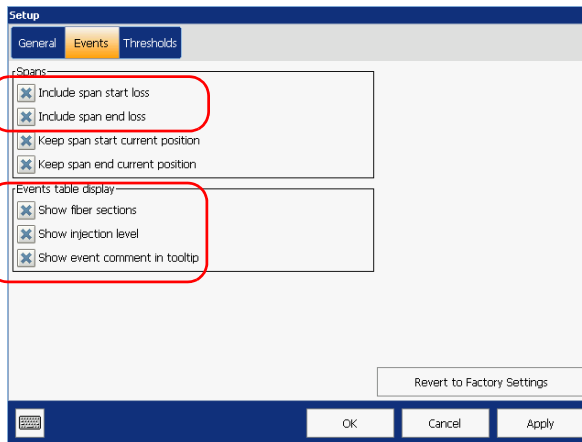 Setup
General Events Thresholds
Spans
Include span start loss
Include span end loss
Keep span start current position
Keep span end current position
Events table display
Show fiber sections
Show injection level
Show event comment in tooltip
Revert to Factory Settings
OK Cancel Apply